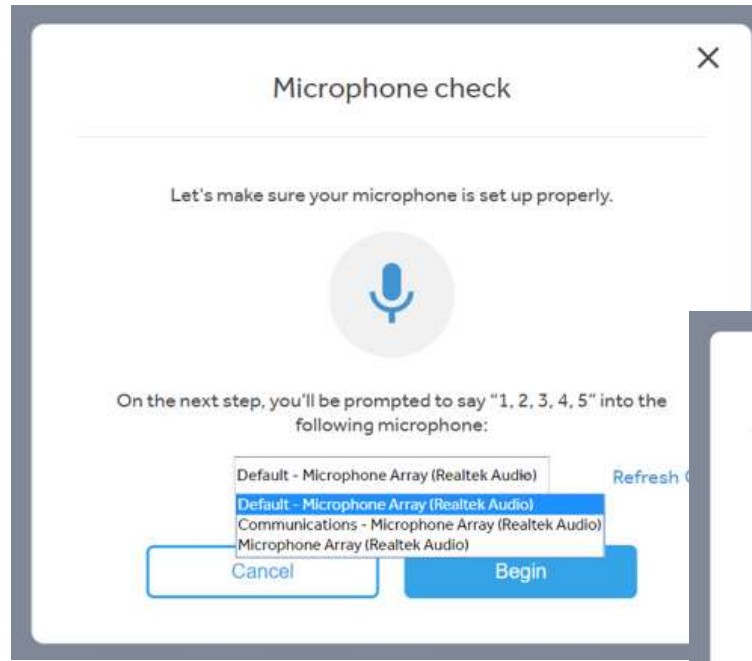 Microphone check
Let's make sure your microphone is set up properly.
On the next step, you'll be prompted to say "1, 2, 3, 4, 5" into the
following microphone:
Default - Microphone Array (Realtek Audio)
Refresh
Default - Microphone Array (Realtek Audio)
Communications - Microphone Array (Realtek Audio)
Microphone Array (Realtek Audio)
Cancel
Begin